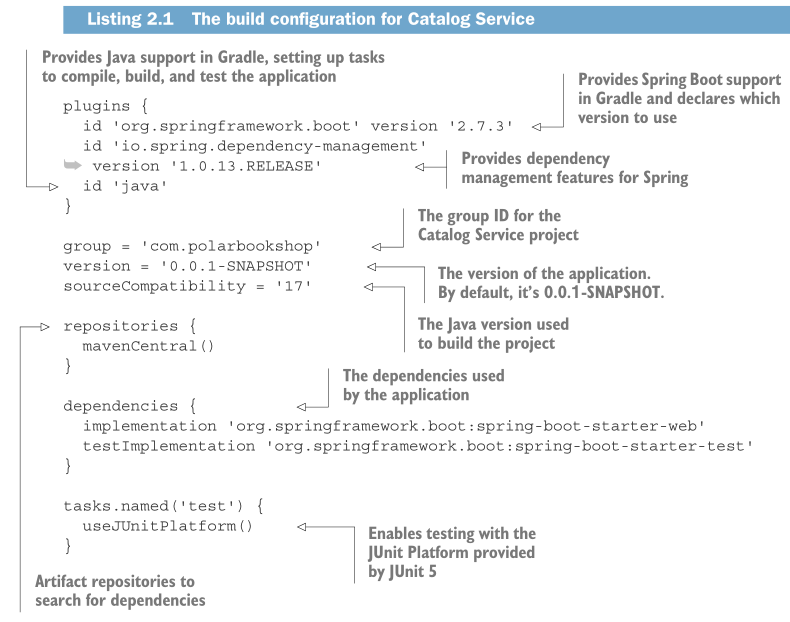 Listing 2.1 The build configuration for Catalog Service
Provides Java support in Gradle, setting up tasks
to compile, build, and test the application
Provides Spring Boot support
in Gradle and declares which
version to use
plugins {
id 'org.springframework.boot' version '2.7.3'
id 'io.spring.dependency-management'
version '1.0.13.RELEASE'
Provides dependency
management features for Spring
id 'java'
}
The group ID for the
Catalog Service project
group = 'com.polarbookshop'
version = '0.0.1-SNAPSHOT'
The version of the application.
By default, it's 0.0.1-SNAPSHOT.
sourceCompatibility = '17'
The Java version used
to build the project
repositories {
mavenCentral()
}
The dependencies used
by the application
dependencies {
implementation 'org.springframework.boot:spring-boot-starter-web'
testImplementation 'org.springframework.boot:spring-boot-starter-test'
}
tasks.named('test') {
useJUnitPlatform()
}
Enables testing with the
JUnit Platform provided
by JUnit 5
Artifact repositories to
search for dependencies